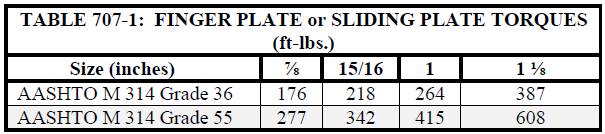 TABLE 707-1: FINGER PLATE or SLIDING PLATE TORQUES
(ft-lbs.)
Size (inches) ⅞ 15/16 1 1 ⅛
AASHTO M 314 Grade 36 176 218 264 387
AASHTO M 314 Grade 55 277 342 415 608